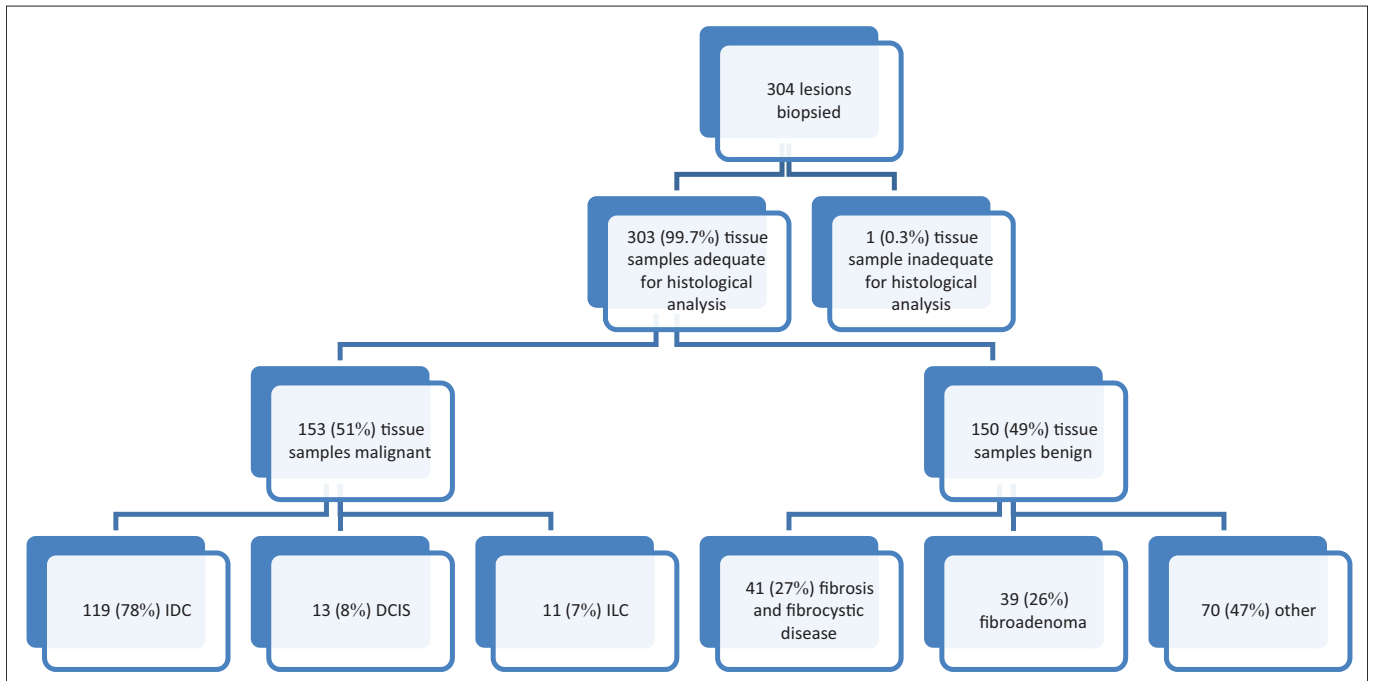 304 lesions
biopsied
303 (99.7%) tissue
samples adequate
for histological
analysis
1 (0.3%) tissue
sample inadequate
for histological
analysis
153 (51%) tissue
samples malignant
150 (49%) tissue
samples benign
119 (78%) IDC
13 (8%) DCIS
11 (7%) ILC
41 (27%) fibrosis
and fibrocystic
disease
39 (26%)
fibroadenoma
70 (47%) other